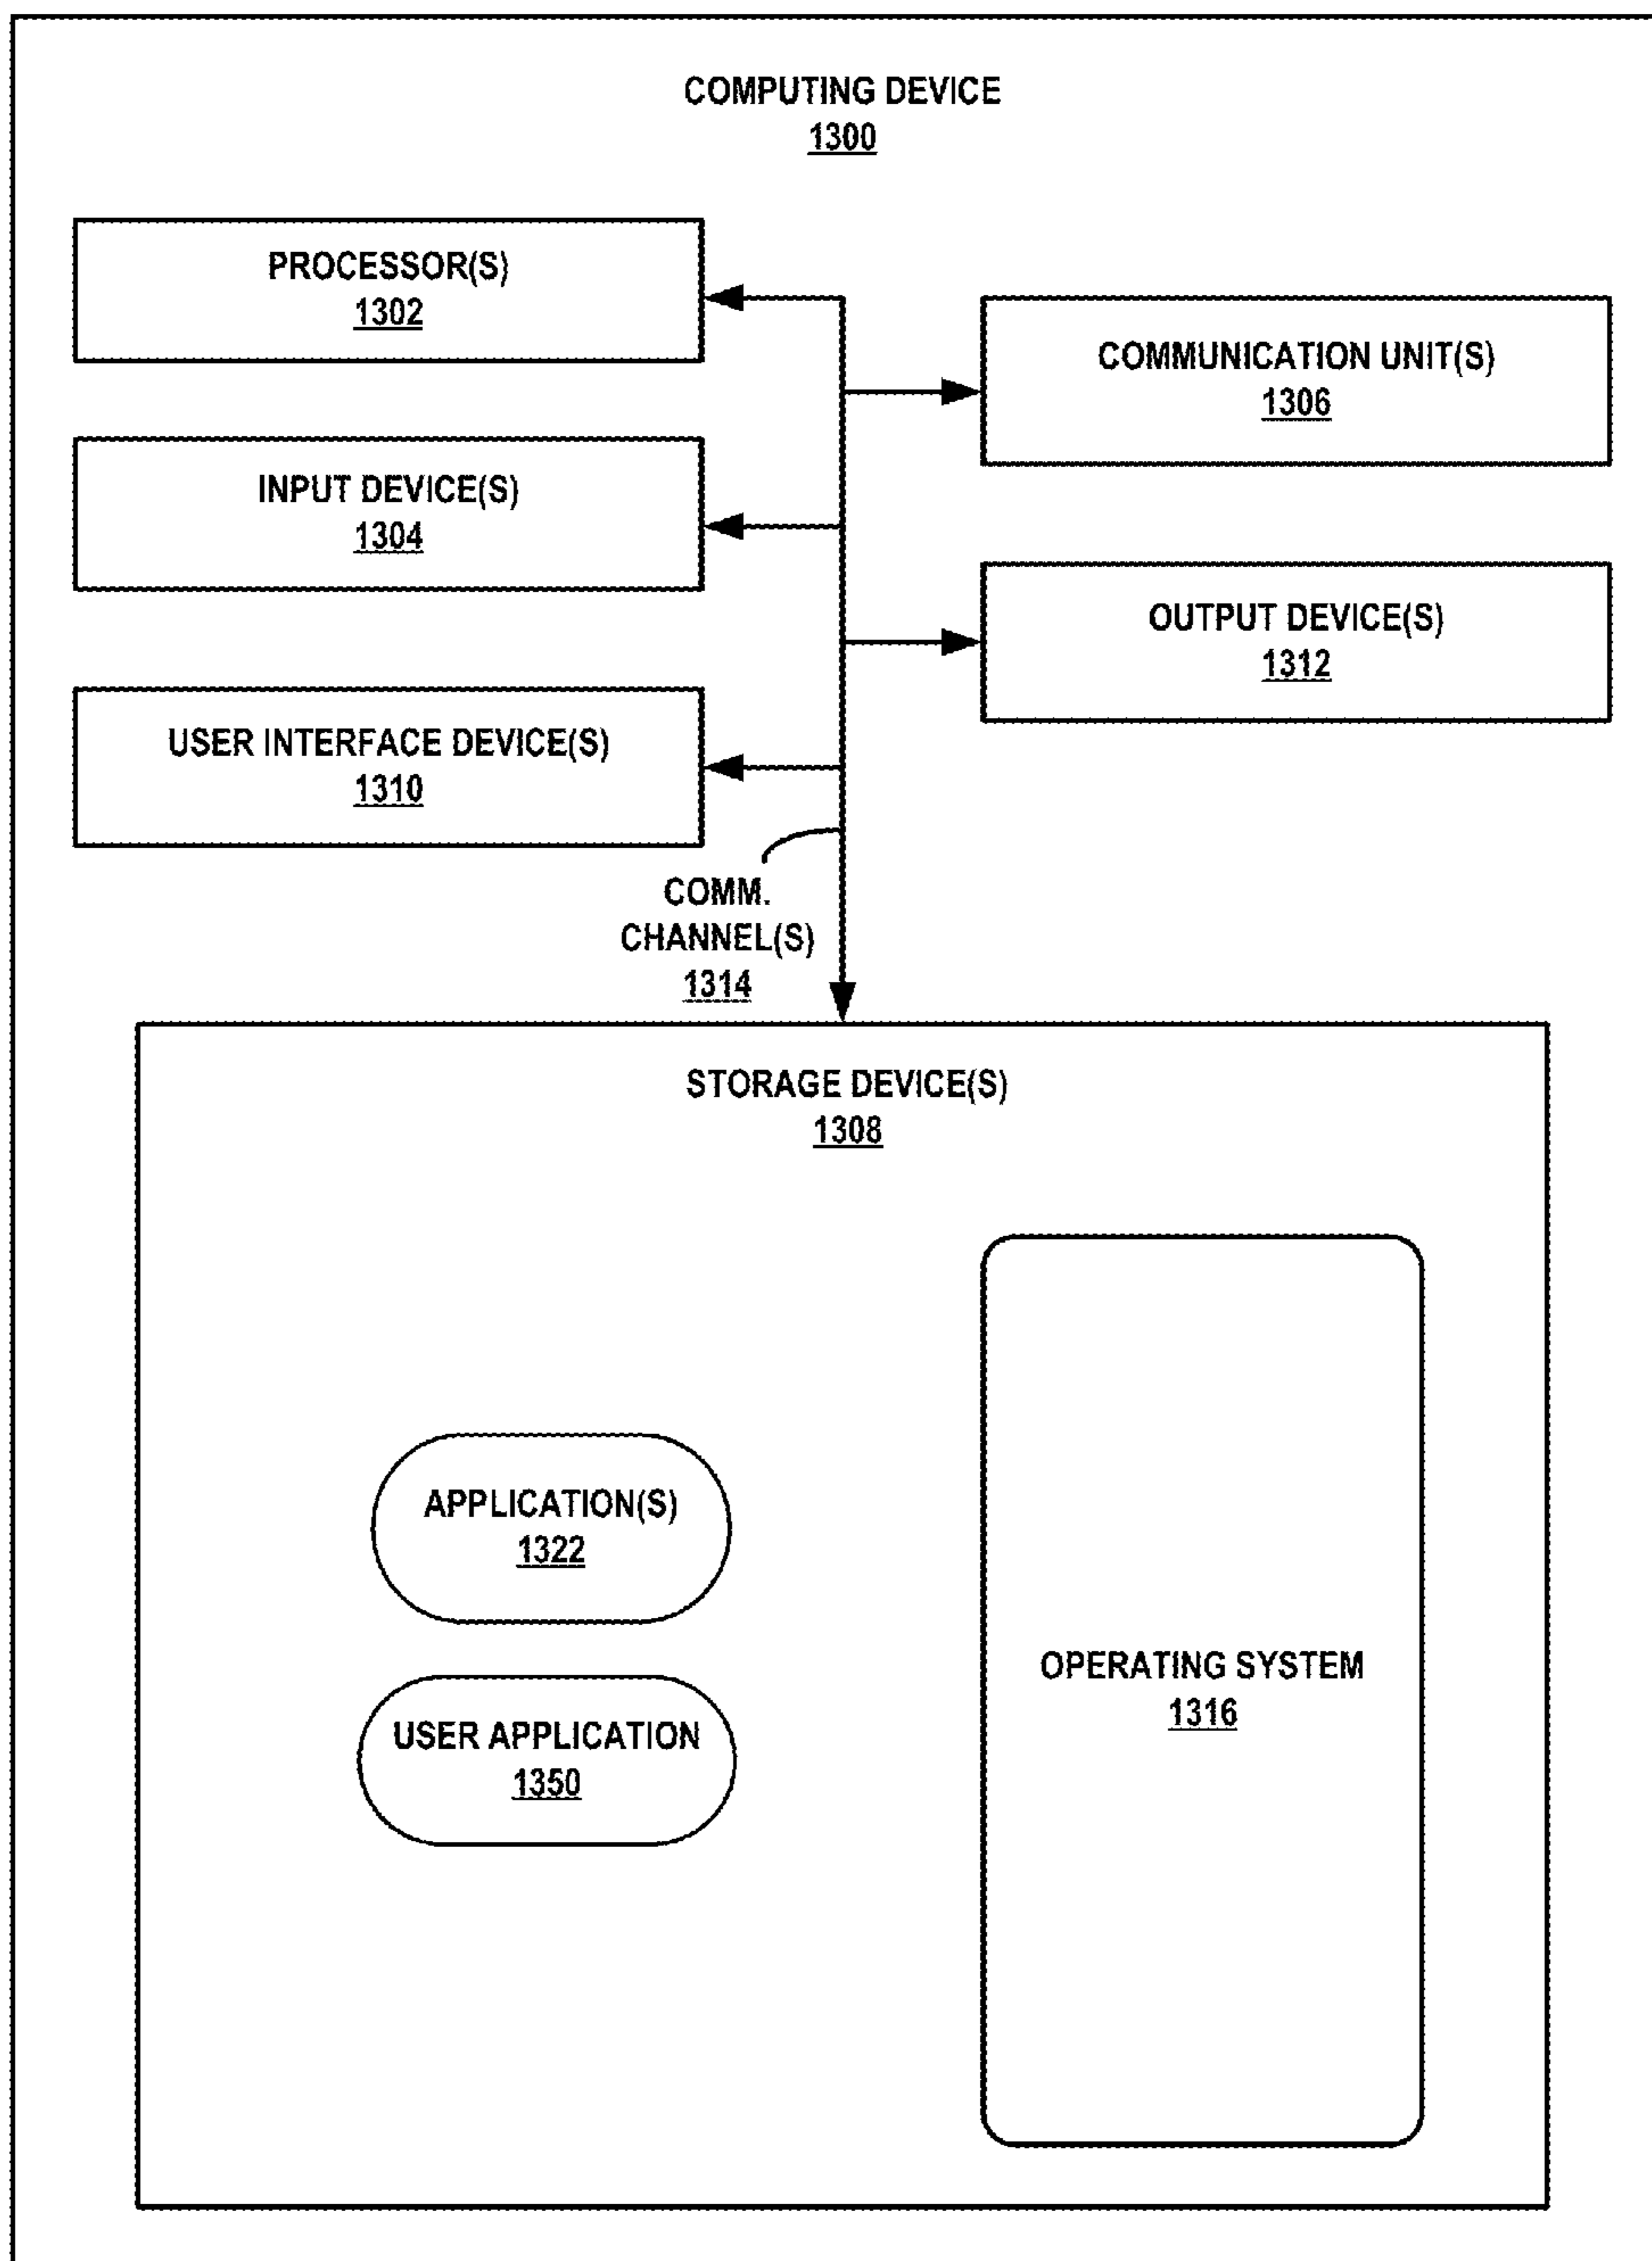 COMPUTING DEVICE
1300
PROCESSOR(S)
1302
COMMUNICATION UNIT(S)
1306
INPUT DEVICE(S)
1304
OUTPUT DEVICE(S)
1312
USER INTERFACE DEVICE(S)
1310
COMM.
CHANNEL(S)
1314
STORAGE DEVICE(S)
1308
APPLICATION(S)
1322
USER APPLICATION
1350
OPERATING SYSTEM
1316